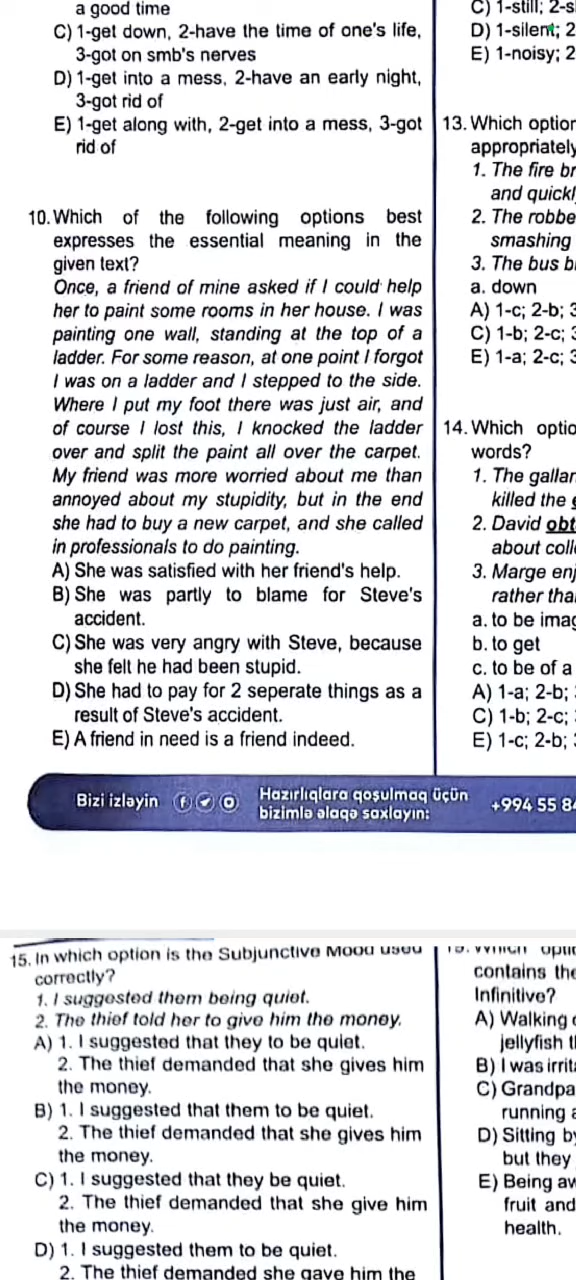 a good time
C) 1-get down, 2-have the time of one's life,
3-got on smb's nerves
D) 1-get into a mess, 2-have an early night,
3-got rid of
E) 1-get along with, 2-get into a mess, 3-got
rid of
10. Which of the following options best
expresses the essential meaning in the
given text?
Once, a friend of mine asked if I could help
her to paint some rooms in her house. I was
painting one wall, standing at the top of a
ladder. For some reason, at one point I forgot
I was on a ladder and I stepped to the side.
Where I put my foot there was just air, and
of course I lost this, I knocked the ladder
over and split the paint all over the carpet.
My friend was more worried about me than
annoyed about my stupidity, but in the end
she had to buy a new carpet, and she called
in professionals to do painting.
A) She was satisfied with her friend's help.
B) She was partly to blame for Steve's
accident.
C) She was very angry with Steve, because
she felt he had been stupid.
D) She had to pay for 2 seperate things as a
result of Steve's accident.
E) A friend in need is a friend indeed.
C) 1-still; 2-s
D) 1-silent; 2
E) 1-noisy; 2
13. Which option
appropriately
1. The fire br
and quickl
2. The robbe
smashing
3. The bus b
a. down
A) 1-c; 2-b; 3
C) 1-b; 2-c; 3
E) 1-a; 2-c; 3
14. Which optio
words?
1. The gallan
killed the
2. David obt
about coll
3. Marge enj
rather tha
a. to be imag
b. to get
c. to be of a
A) 1-a; 2-b;
C) 1-b; 2-c;
E) 1-c; 2-b;
Bizi izləyin
Hazırlıqlara qoşulmaq üçün
bizimlə əlaqə saxlayın:
+994 55 84
15. In which option is the Subjunctive Mood used
correctly?
1. I suggested them being quiet.
2. The thief told her to give him the money.
A) 1. I suggested that they to be quiet.
2. The thief demanded that she gives him
the money.
B) 1. I suggested that them to be quiet.
2. The thief demanded that she gives him
the money.
C) 1. I suggested that they be quiet.
2. The thief demanded that she give him
the money.
D) 1. I suggested them to be quiet.
2. The thief demanded she gave him the
19. Which optio
contains the
Infinitive?
A) Walking
jellyfish t
B) I was irrit
C) Grandpa
running
D) Sitting by
but they
E) Being aw
fruit and
health.